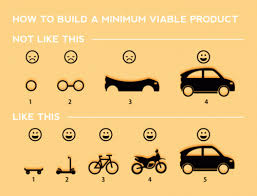 HOW TO BUILD A MINIMUM VIABLE PRODUCT
NOT LIKE THIS
1 2 3 4
LIKE THIS
1 2 3 4 5